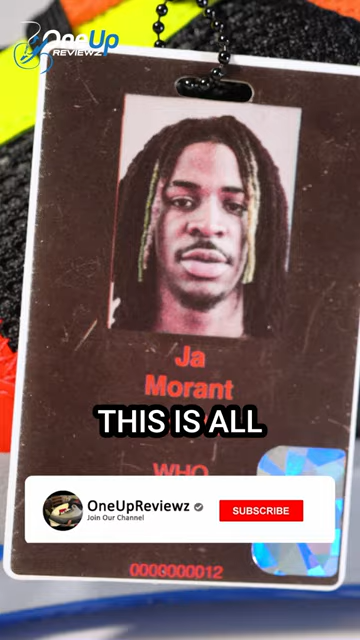 OneUp
REVIEWZ
Ja
Morant
THIS IS ALL
WHO
OneUpReviewz
Join Our Channel
SUBSCRIBE
0000000012